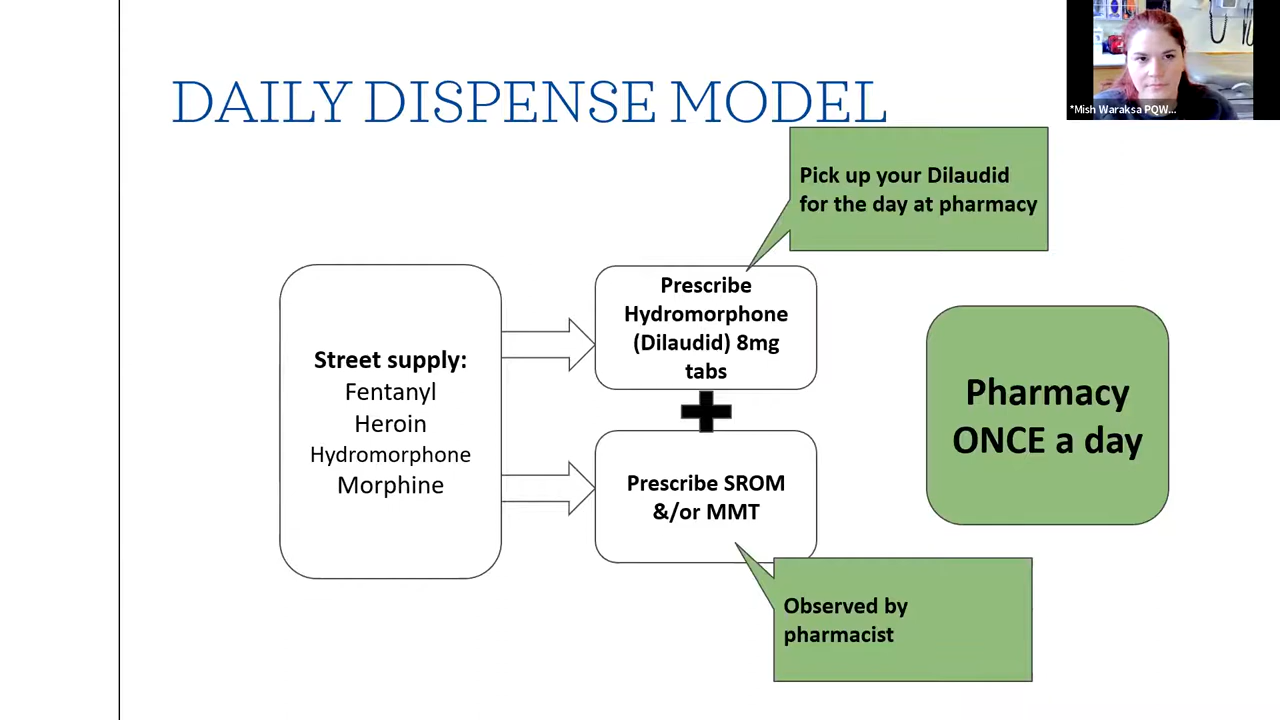 DAILY DISPENSE MODEL
*Mish Waraksa PQW...
Pick up your Dilaudid
for the day at pharmacy
Street supply:
Fentanyl
Heroin
Hydromorphone
Morphine
Prescribe
Hydromorphone
(Dilaudid) 8mg
tabs
Prescribe SROM
&/or MMT
Observed by
pharmacist
Pharmacy
ONCE a day